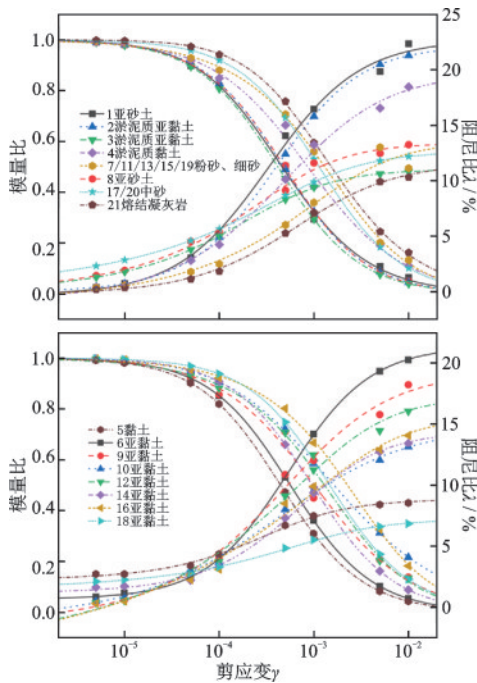 模量比
1.0
0.8
0.6
0.4
0.2
0.0
1亚砂土
2淤泥质亚黏土
3淤泥质亚黏土
4淤泥质黏土
7/11/13/15/19粉砂、细砂
8亚砂土
17/20中砂
21熔结凝灰岩
25
20
15
10
5
0
阻尼比λ / %
模量比
1.0
0.8
0.6
0.4
0.2
0.0
5黏土
6亚黏土
9亚黏土
10亚黏土
12亚黏土
14亚黏土
16亚黏土
18亚黏土
20
15
10
5
0
阻尼比λ / %
10⁻⁵ 10⁻⁴ 10⁻³ 10⁻²
剪应变γ